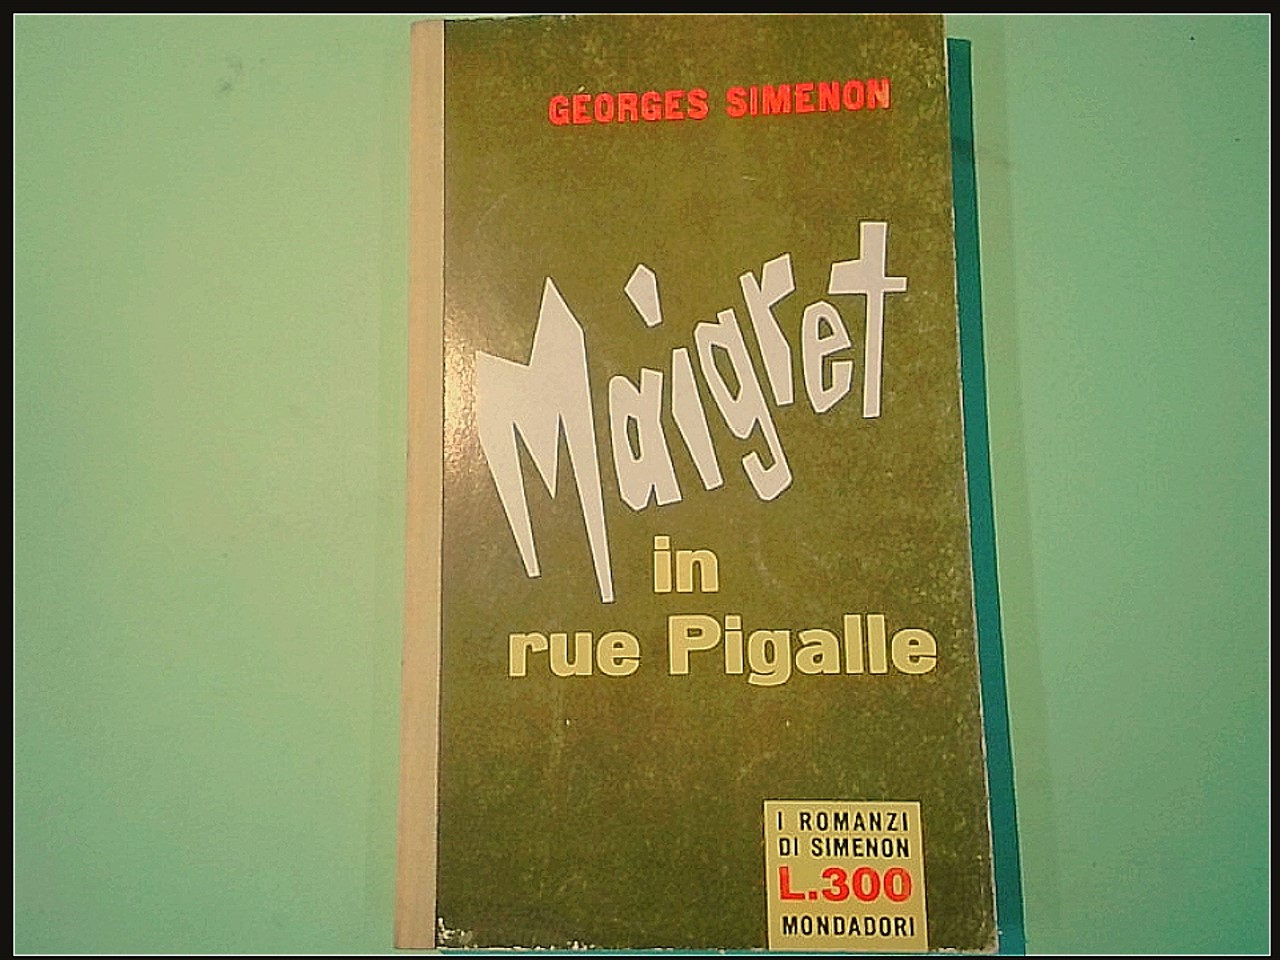 GEORGES SIMENON
Maigret
in
rue Pigalle
I ROMANZI
DI SIMENON
L.300
MONDADORI